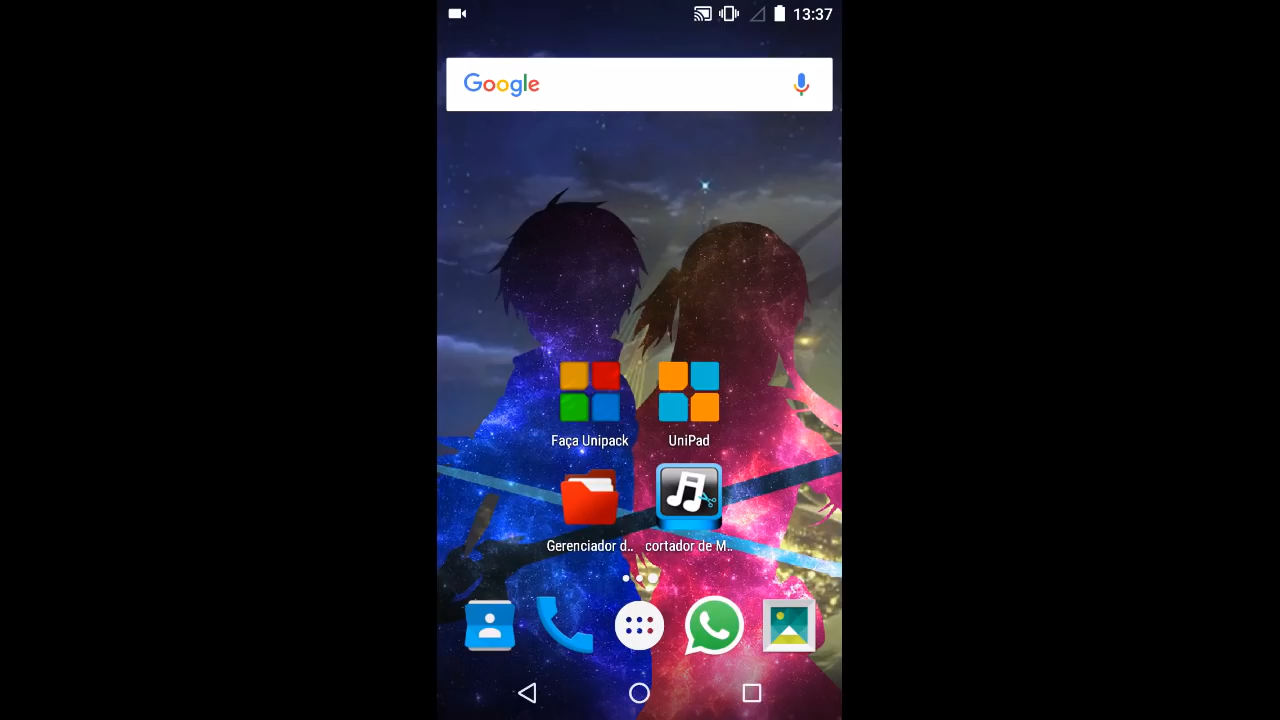 13:37
Google
Faça Unipack
UniPad
Gerenciador d..
cortador de M..